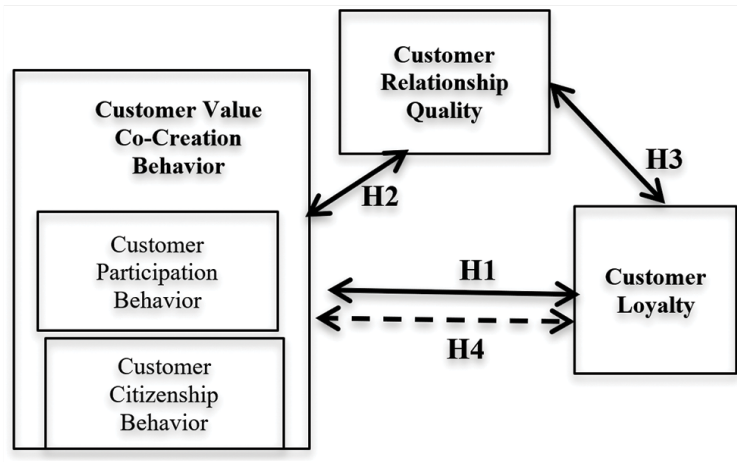 Customer Value
Co-Creation
Behavior
Customer
Participation
Behavior
Customer
Citizenship
Behavior
Customer
Relationship
Quality
H2
H3
H1
H4
Customer
Loyalty